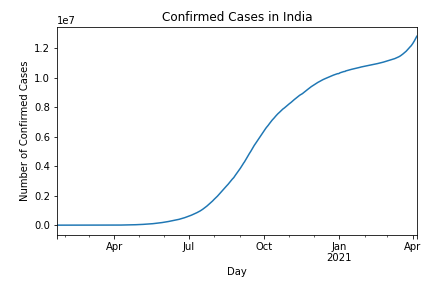 Confirmed Cases in India
1e7
1.2
1.0
0.8
0.6
0.4
0.2
0.0
Number of Confirmed Cases
Apr Jul Oct Jan Apr
2021
Day